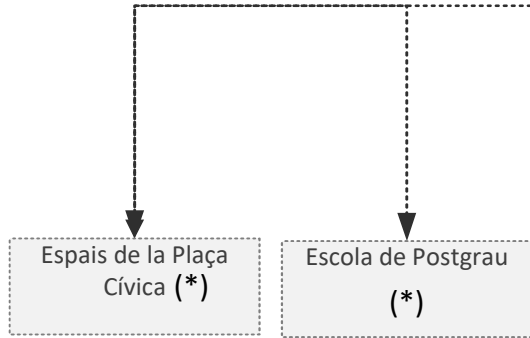 Espais de la Plaça
Cívica (*)
Escola de Postgrau
(*)